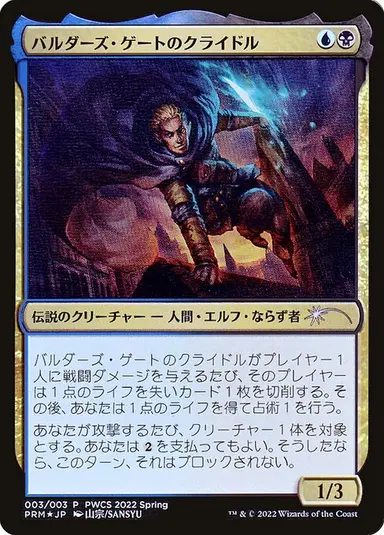 バルダーズ・ゲートのクライドル
伝説のクリーチャー — 人間・エルフ・ならず者
バルダーズ・ゲートのクライドルがプレイヤー1
人に戦闘ダメージを与えるたび、そのプレイヤー
は1点のライフを失いカード1枚を切削する。そ
の後、あなたは1点のライフを得て占術1を行う。
あなたが攻撃するたび、クリーチャー1体を対象
とする。あなたは2を支払ってもよい。そうしたな
ら、このターン、それはブロックされない。
1/3
003/003 P PWCS 2022 Spring
PRM★JP 山宗/SANSYU
™ & © 2022 Wizards of the Coast